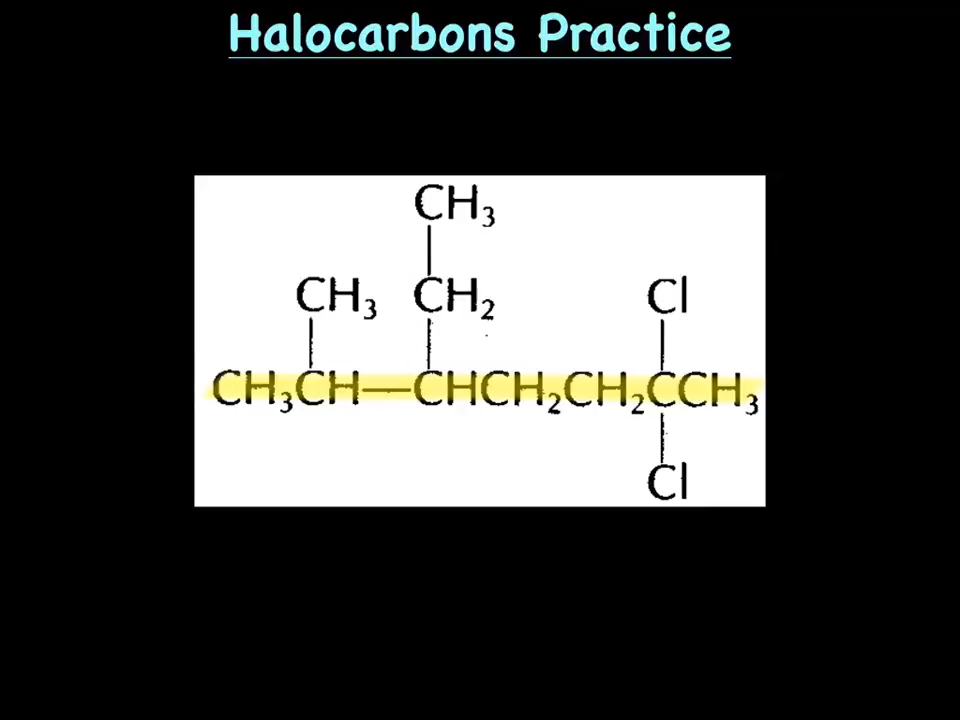 Halocarbons Practice
CH₃
CH₃ CH₂ Cl
CH₃CH—CHCH₂CH₂CCH₃
Cl